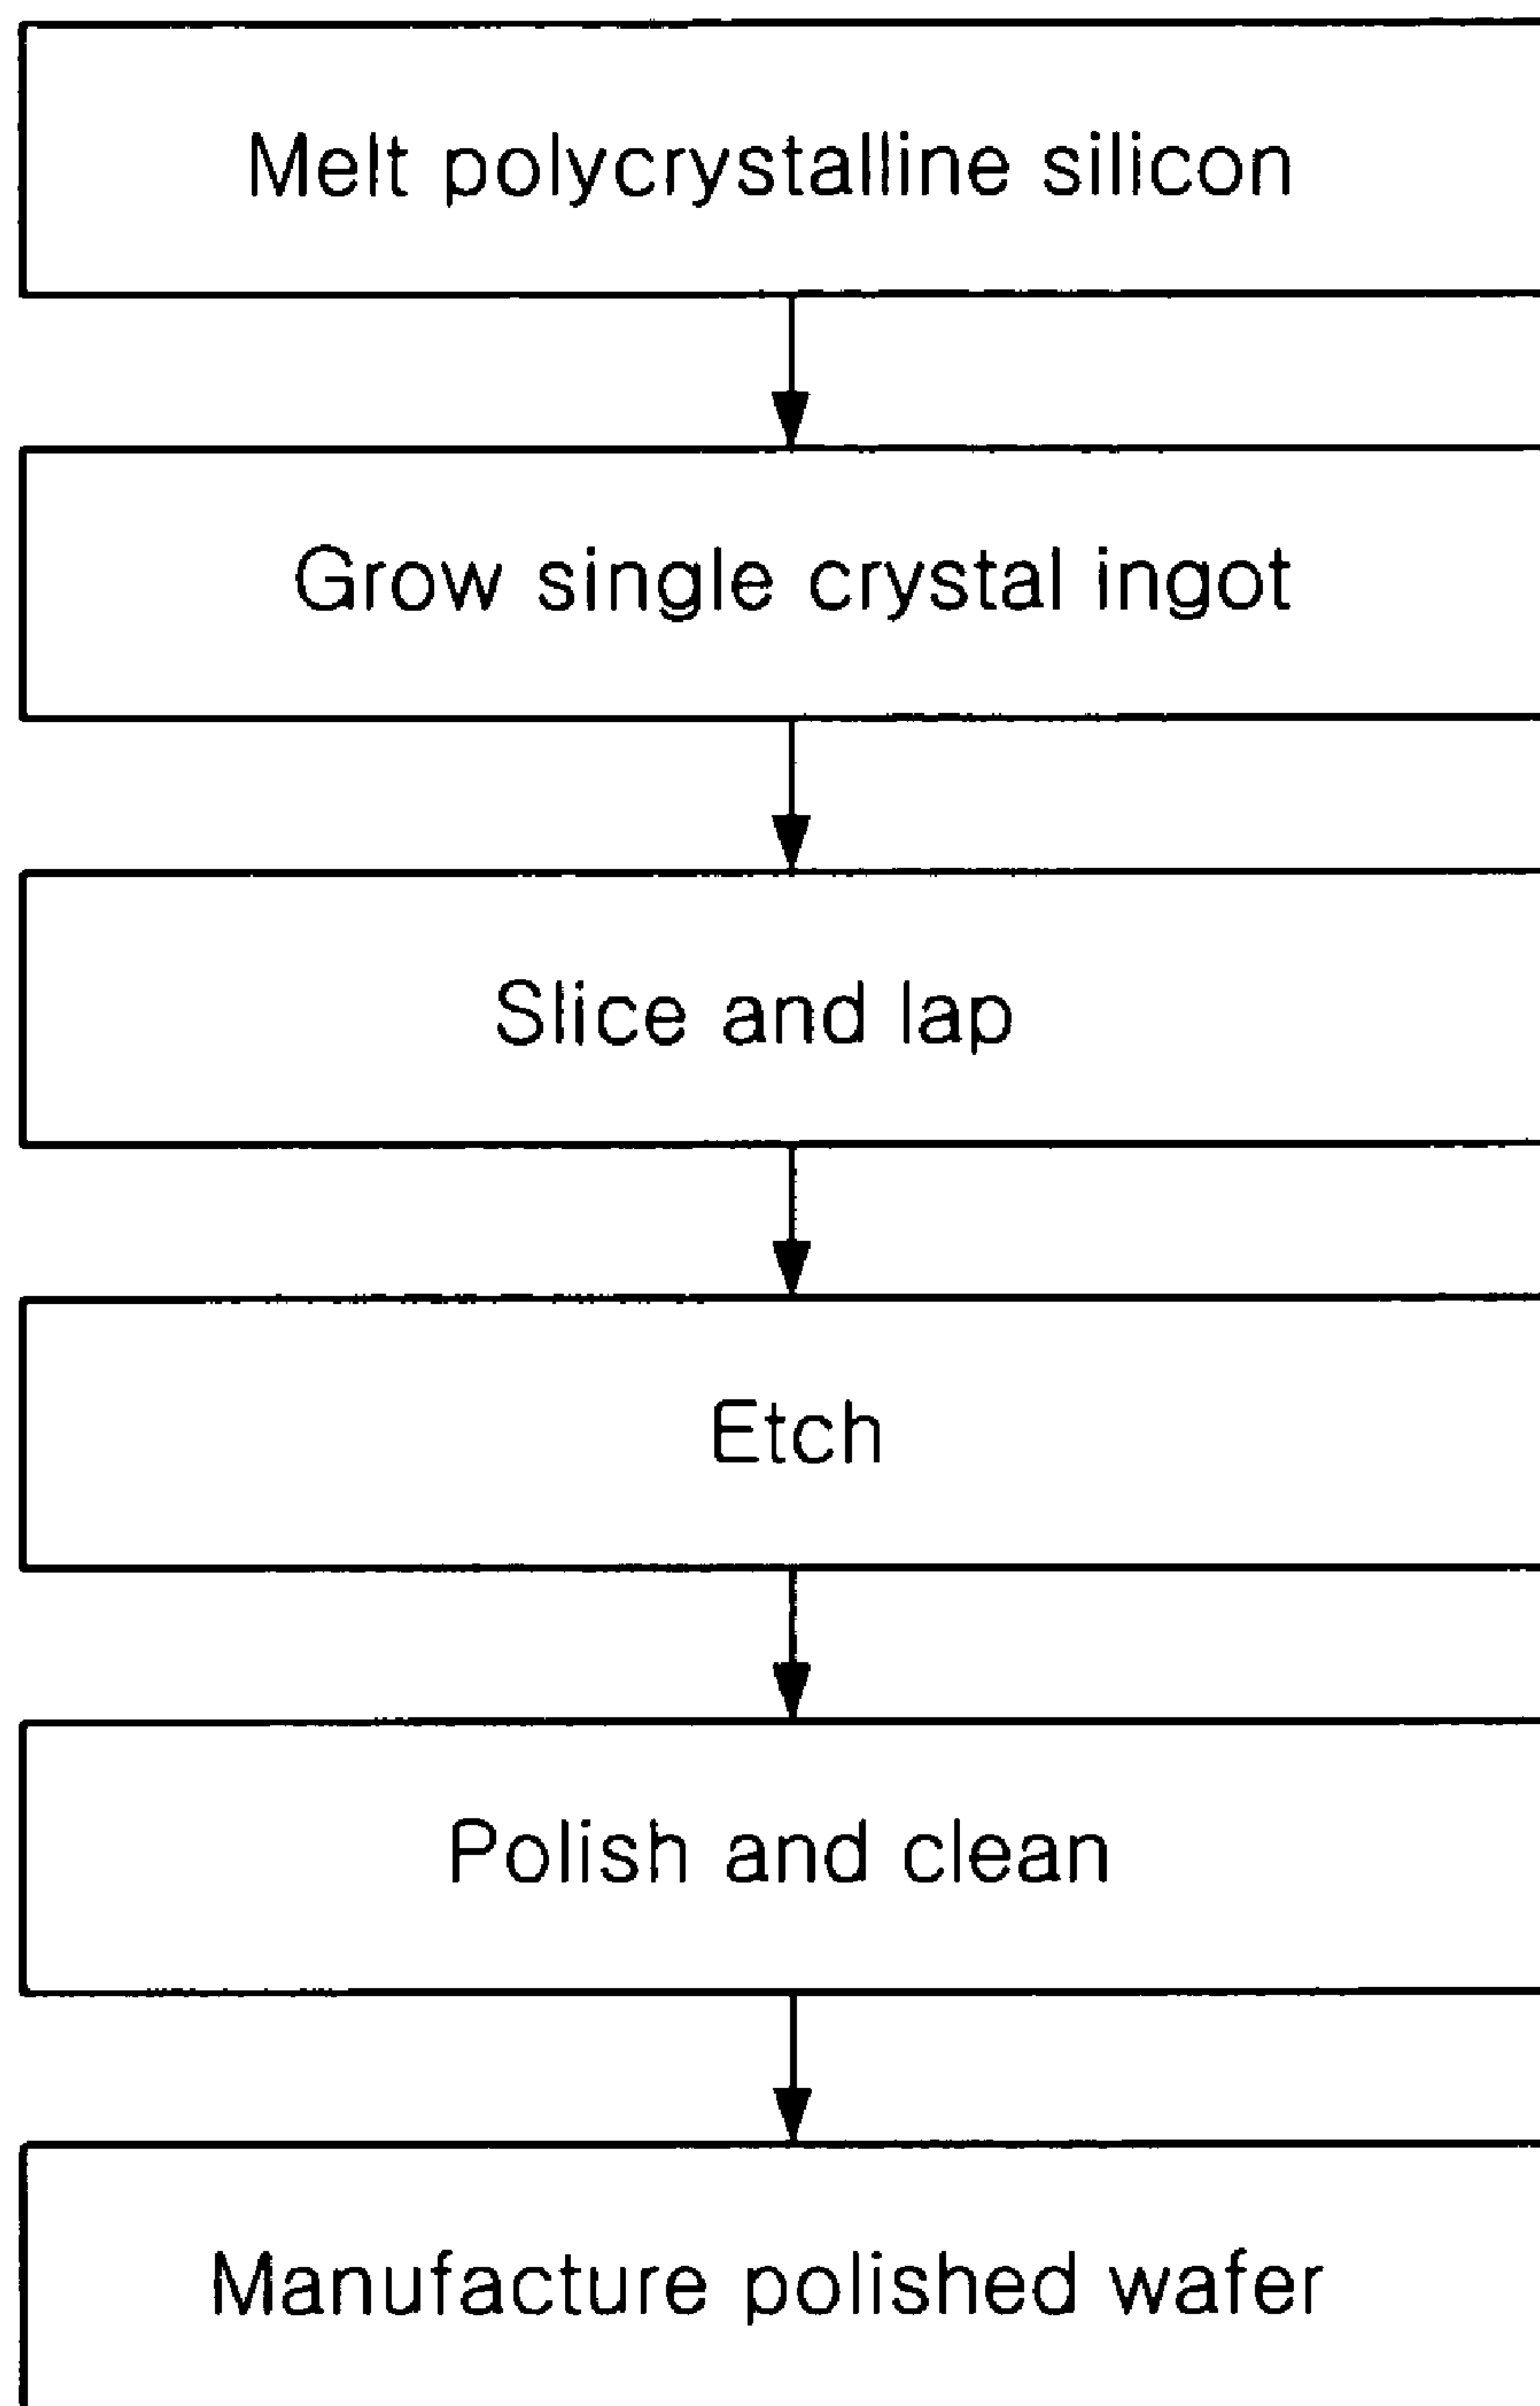 Melt polycrystalline silicon
Grow single crystal ingot
Slice and lap
Etch
Polish and clean
Manufacture polished wafer